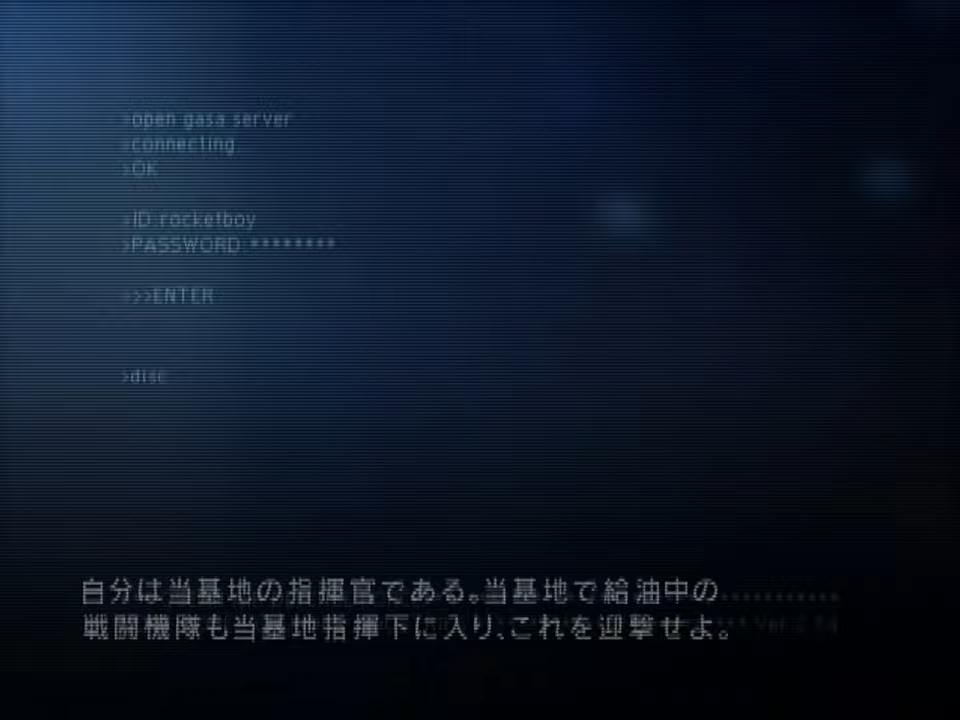 >open gasa server
>connecting
>OK
>ID:rocketboy
>PASSWORD:********
>>>ENTER
>disc
自分は当基地の指揮官である。当基地で給油中の
戦闘機隊も当基地指揮下に入り、これを迎撃せよ。